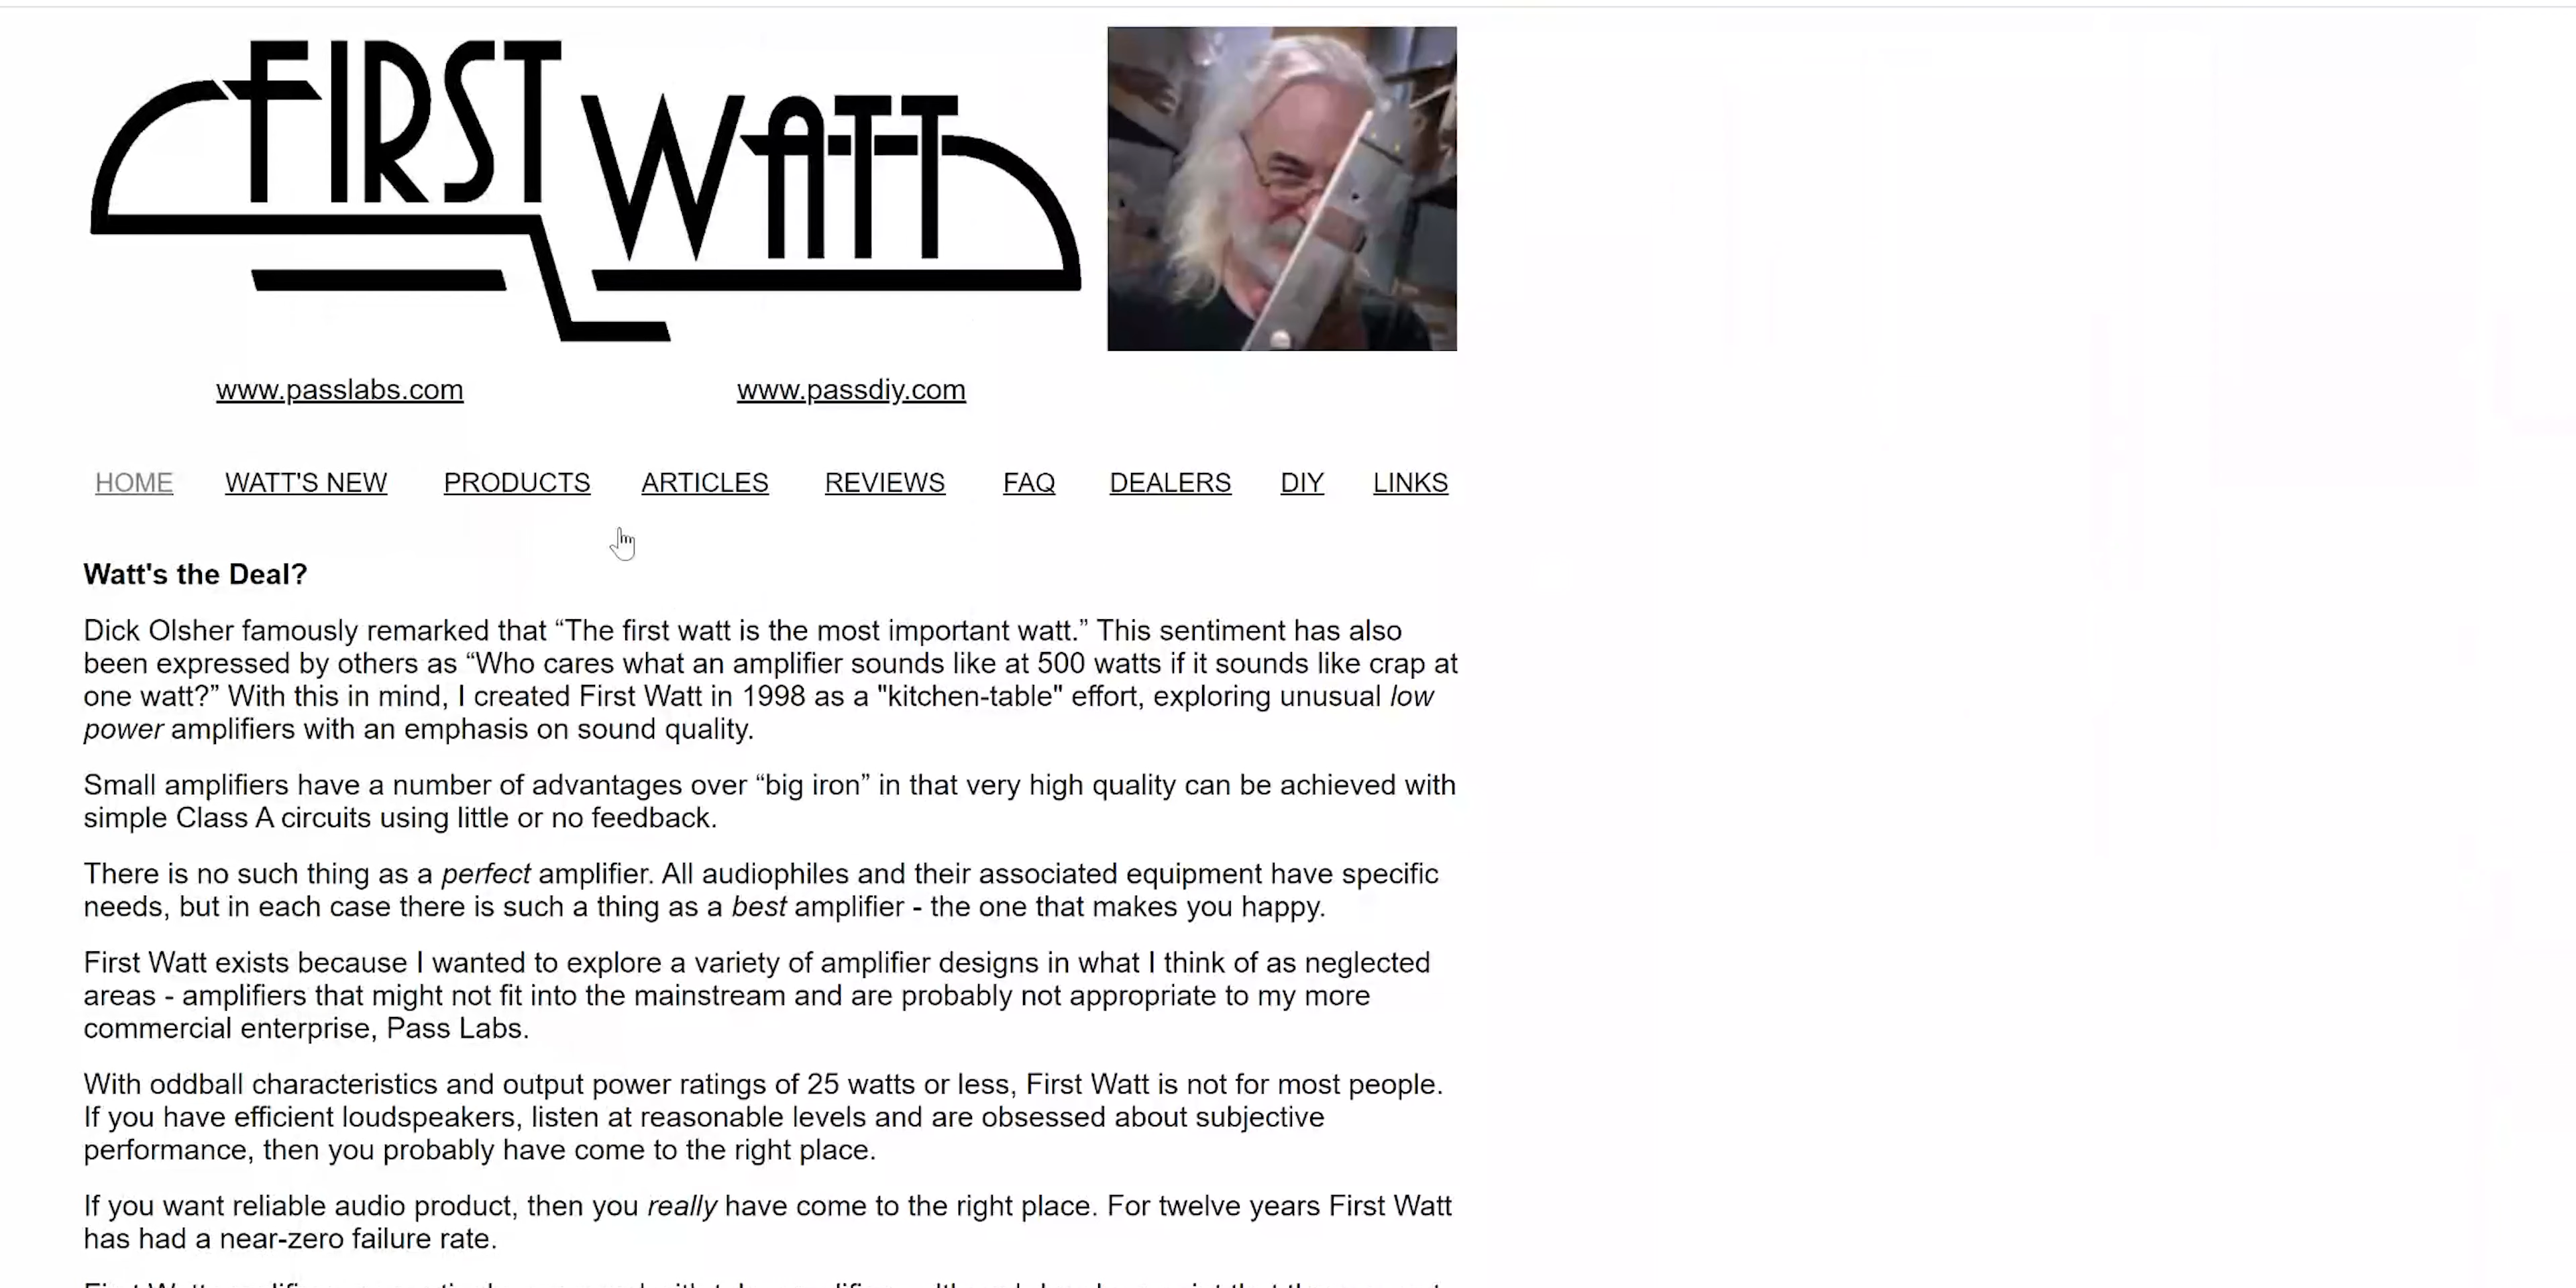 FIRST WATT
www.passlabs.com www.passdiy.com
HOME WATT'S NEW PRODUCTS ARTICLES REVIEWS FAQ DEALERS DIY LINKS
Watt's the Deal?
Dick Olsher famously remarked that “The first watt is the most important watt.” This sentiment has also
been expressed by others as “Who cares what an amplifier sounds like at 500 watts if it sounds like crap at
one watt?” With this in mind, I created First Watt in 1998 as a "kitchen-table" effort, exploring unusual low
power amplifiers with an emphasis on sound quality.
Small amplifiers have a number of advantages over “big iron” in that very high quality can be achieved with
simple Class A circuits using little or no feedback.
There is no such thing as a perfect amplifier. All audiophiles and their associated equipment have specific
needs, but in each case there is such a thing as a best amplifier - the one that makes you happy.
First Watt exists because I wanted to explore a variety of amplifier designs in what I think of as neglected
areas - amplifiers that might not fit into the mainstream and are probably not appropriate to my more
commercial enterprise, Pass Labs.
With oddball characteristics and output power ratings of 25 watts or less, First Watt is not for most people.
If you have efficient loudspeakers, listen at reasonable levels and are obsessed about subjective
performance, then you probably have come to the right place.
If you want reliable audio product, then you really have come to the right place. For twelve years First Watt
has had a near-zero failure rate.